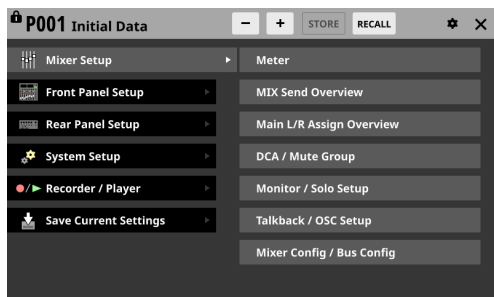 P001 Initial Data
− + STORE RECALL
Mixer Setup
Front Panel Setup
Rear Panel Setup
System Setup
Recorder / Player
Save Current Settings
Meter
MIX Send Overview
Main L/R Assign Overview
DCA / Mute Group
Monitor / Solo Setup
Talkback / OSC Setup
Mixer Config / Bus Config